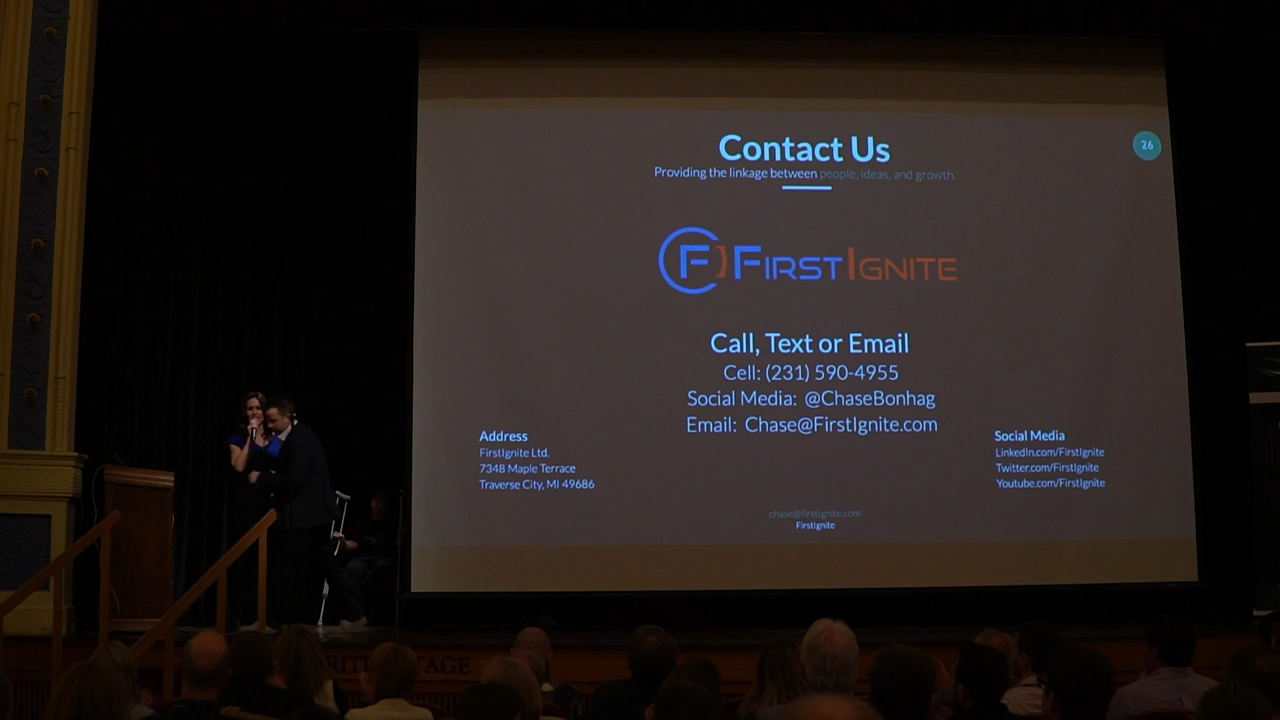 Contact Us
26
Providing the linkage between people, ideas, and growth.
F FIRSTIGNITE
Call, Text or Email
Cell: (231) 590-4955
Social Media: @ChaseBonhag
Email: Chase@FirstIgnite.com
Address
FirstIgnite Ltd.
7348 Maple Terrace
Traverse City, MI 49686
Social Media
LinkedIn.com/FirstIgnite
Twitter.com/FirstIgnite
Youtube.com/FirstIgnite
chase@firstignite.com
FirstIgnite